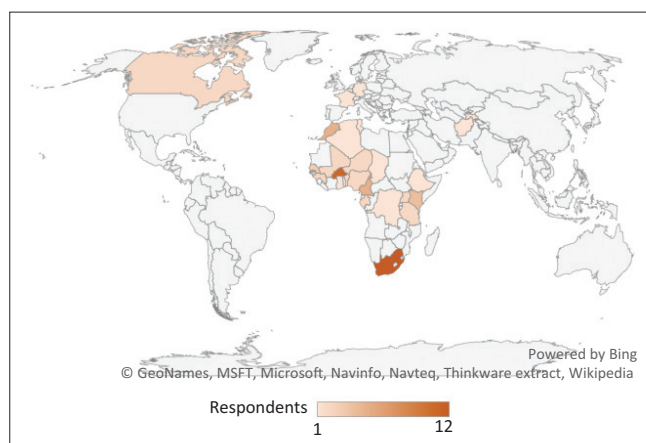 Powered by Bing
© GeoNames, MSFT, Microsoft, Navinfo, Navteq, Thinkware extract, Wikipedia
Respondents
1 12